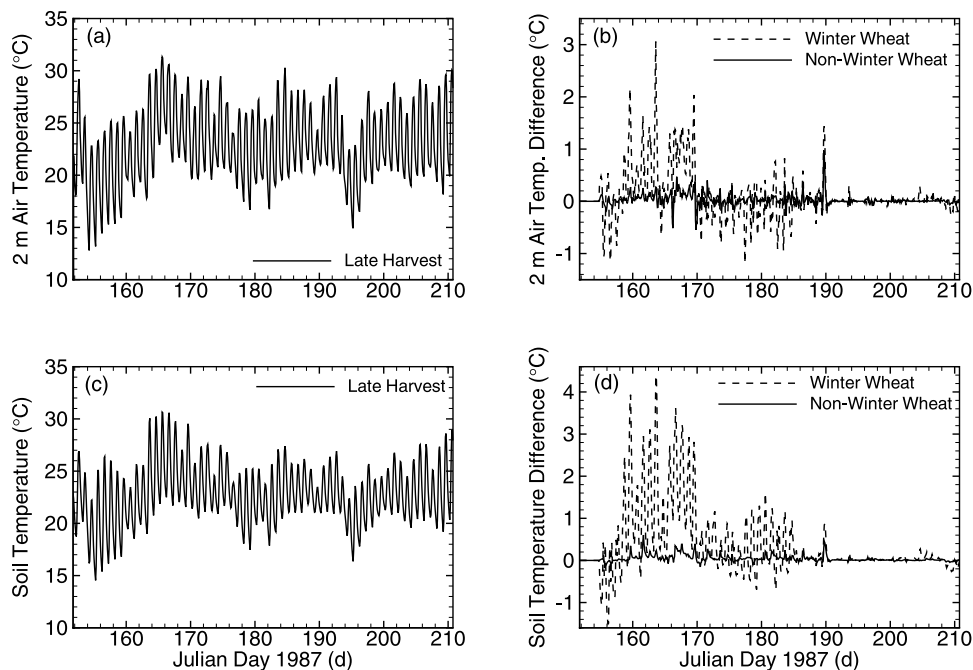 (a)
2 m Air Temperature (°C)
35
30
25
20
15
10
Late Harvest
160 170 180 190 200 210
(b)
2 m Air Temp. Difference (°C)
3
2
1
0
-1
Winter Wheat
Non-Winter Wheat
160 170 180 190 200 210
(c)
Soil Temperature (°C)
35
30
25
20
15
10
Late Harvest
160 170 180 190 200 210
Julian Day 1987 (d)
(d)
Soil Temperature Difference (°C)
4
3
2
1
0
-1
Winter Wheat
Non-Winter Wheat
160 170 180 190 200 210
Julian Day 1987 (d)